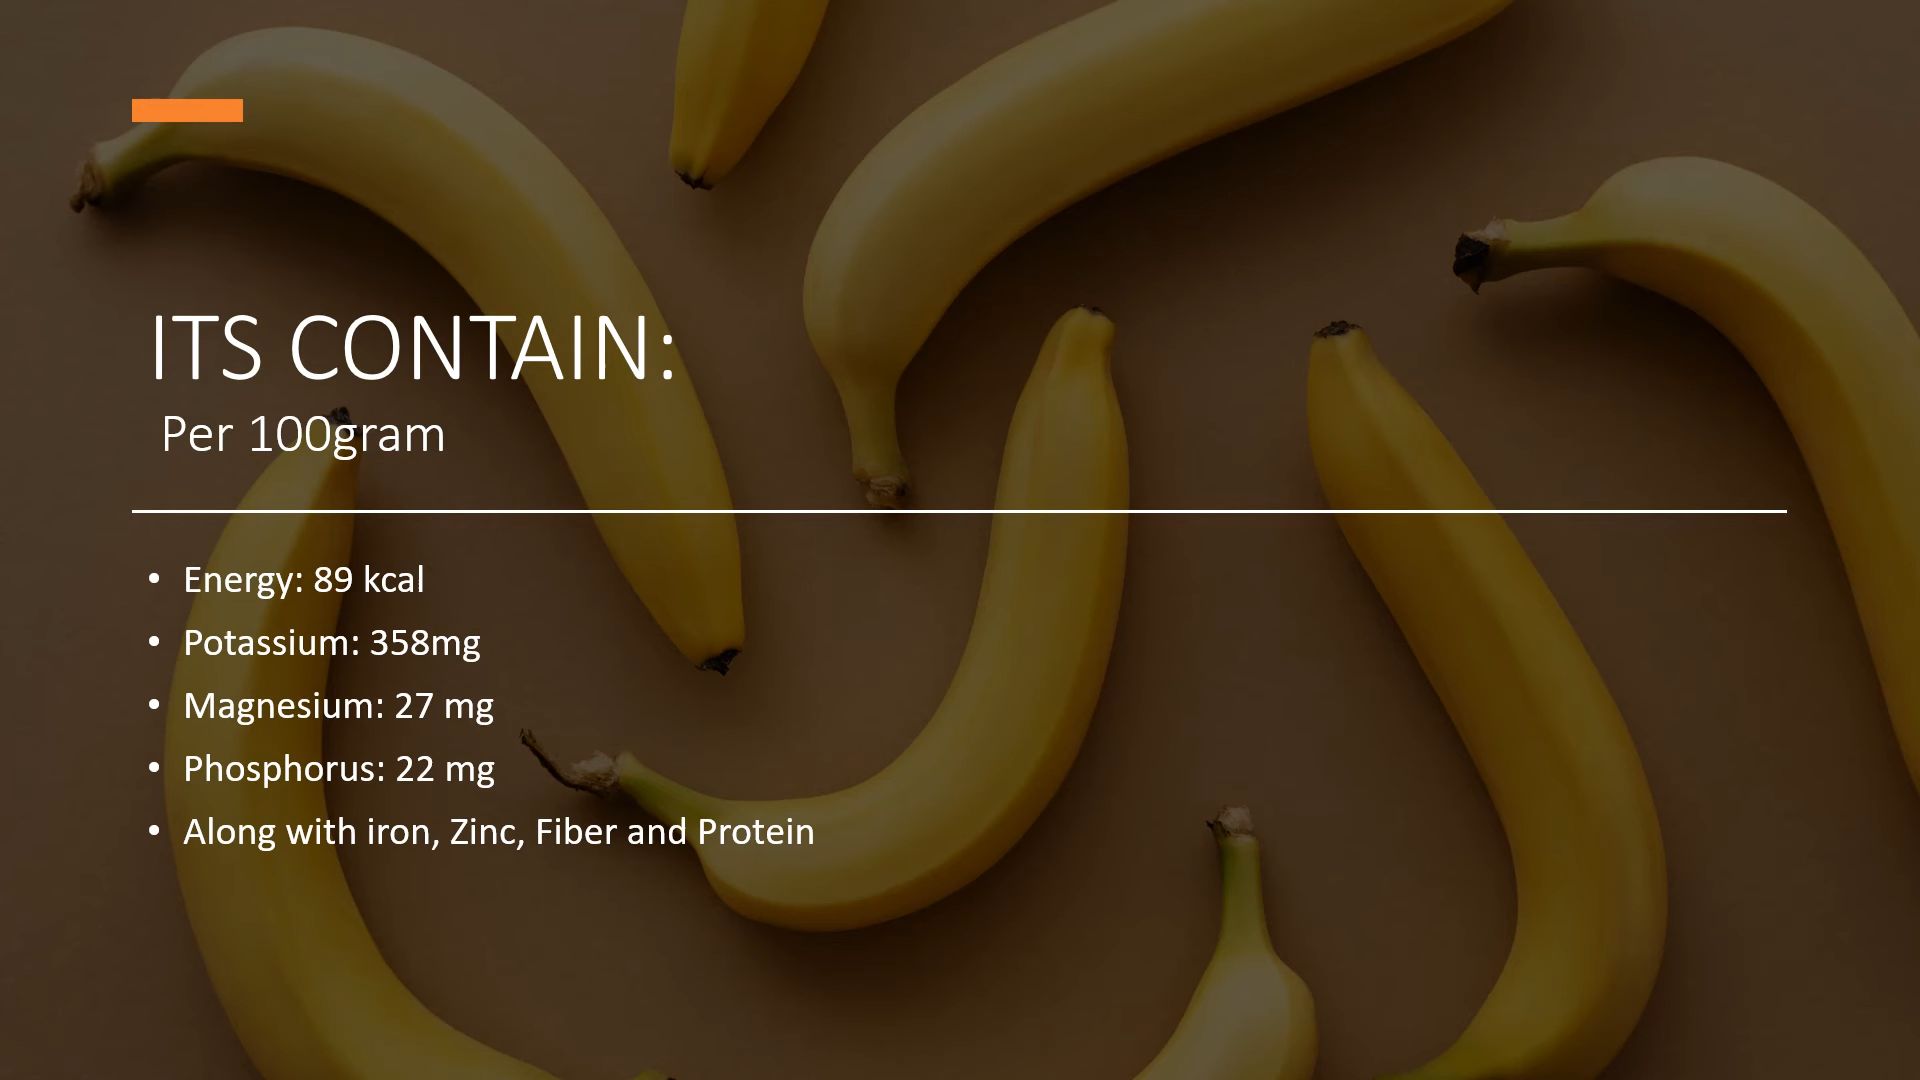 ITS CONTAIN:
Per 100gram
• Energy: 89 kcal
• Potassium: 358mg
• Magnesium: 27 mg
• Phosphorus: 22 mg
• Along with iron, Zinc, Fiber and Protein